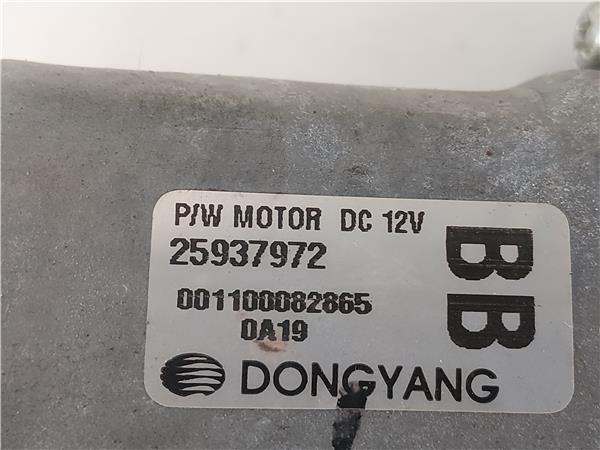 P/W MOTOR DC 12V
25937972
001100082865
0A19
DONGYANG
BB